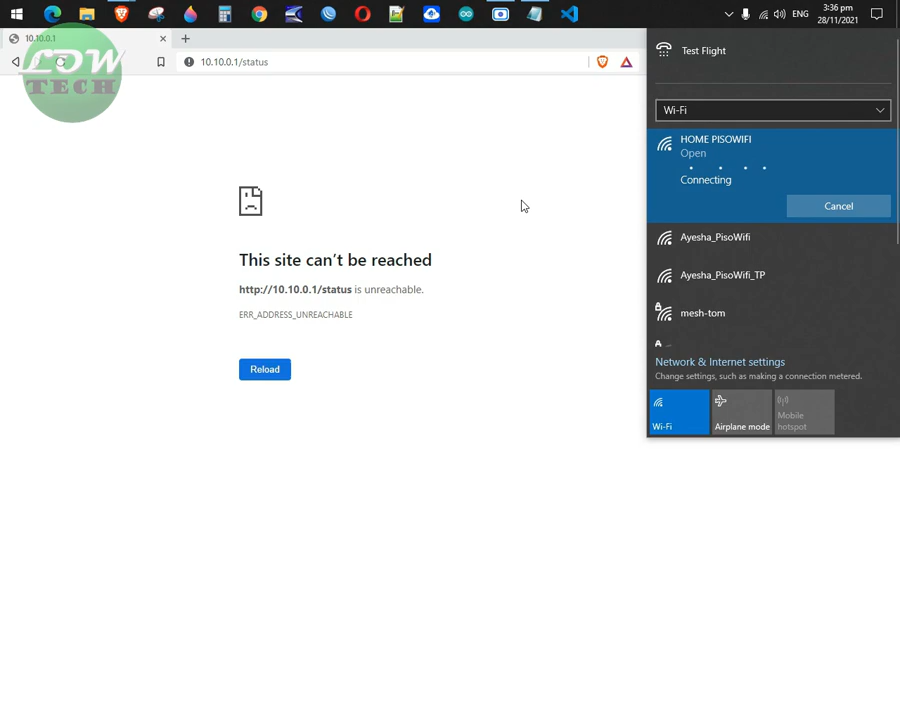 3:36 pm
ENG
28/11/2021
10.10.0.1
LOW
TECH
10.10.0.1/status
Test Flight
Wi-Fi
HOME PISOWIFI
Open
Connecting
Cancel
Ayesha_PisoWifi
Ayesha_PisoWifi_TP
mesh-tom
This site can't be reached
http://10.10.0.1/status is unreachable.
ERR_ADDRESS_UNREACHABLE
Reload
Network & Internet settings
Change settings, such as making a connection metered.
Wi-Fi
Airplane mode
Mobile
hotspot